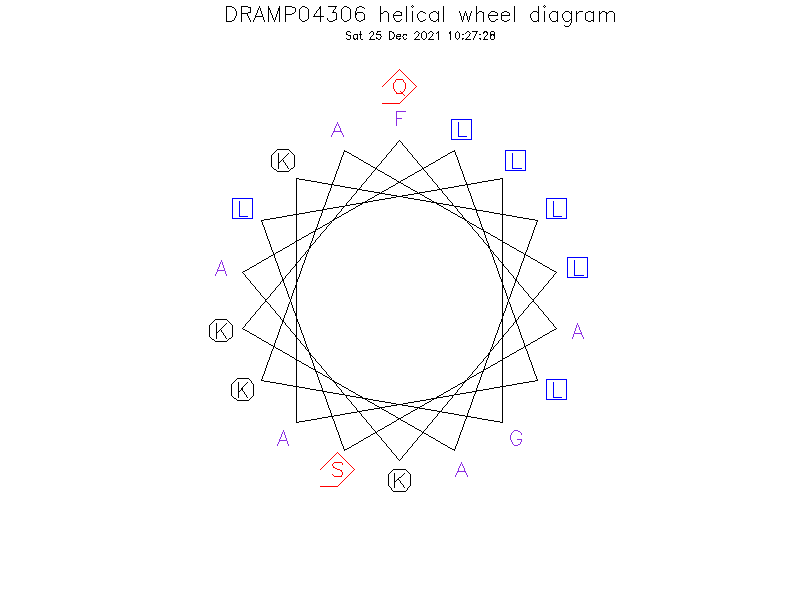 DRAMP04306 helical wheel diagram
Sat 25 Dec 2021 10:27:28
Q
F
A L
K L
L L
A L
K A
K L
A G
S A
K